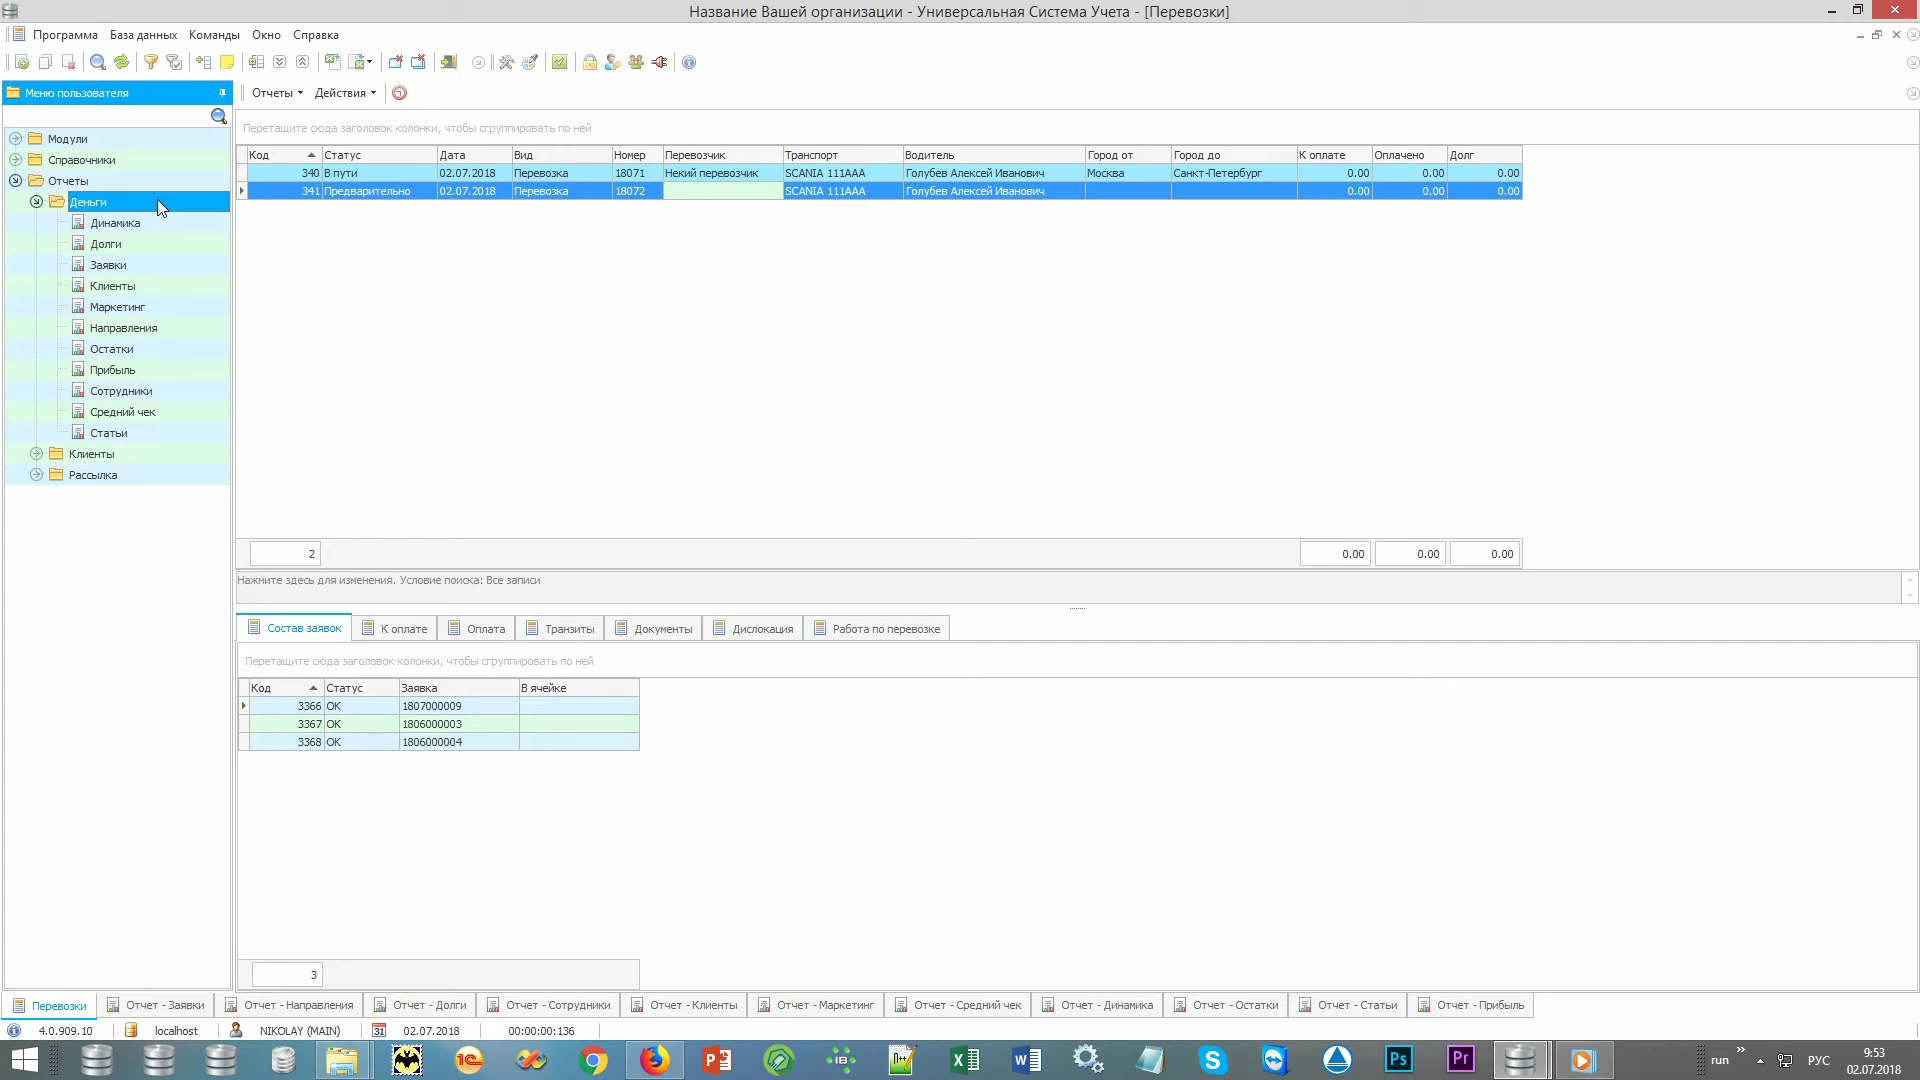 Название Вашей организации - Универсальная Система Учета - [Перевозки]
Программа База данных Команды Окно Справка
Меню пользователя
Отчеты Действия
Модули
Справочники
Отчеты
Деньги
Динамика
Долги
Заявки
Клиенты
Маркетинг
Направления
Остатки
Прибыль
Сотрудники
Средний чек
Статьи
Клиенты
Рассылка
Перетащите сюда заголовок колонки, чтобы сгруппировать по ней
Код Статус Дата Вид Номер Перевозчик Транспорт Водитель Город от Город до К оплате Оплачено Долг
340 В пути 02.07.2018 Перевозка 18071 Некий перевозчик SCANIA 111AAA Голубев Алексей Иванович Москва Санкт-Петербург 0.00 0.00 0.00
341 Предварительно 02.07.2018 Перевозка 18072 SCANIA 111AAA Голубев Алексей Иванович 0.00 0.00 0.00
2 0.00 0.00 0.00
Нажмите здесь для изменения. Условие поиска: Все записи
Состав заявок К оплате Оплата Транзиты Документы Дислокация Работа по перевозке
Перетащите сюда заголовок колонки, чтобы сгруппировать по ней
Код Статус Заявка В ячейке
3366 OK 1807000009
3367 OK 1806000003
3368 OK 1806000004
3
Перевозки Отчет - Заявки Отчет - Направления Отчет - Долги Отчет - Сотрудники Отчет - Клиенты Отчет - Маркетинг Отчет - Средний чек Отчет - Динамика Отчет - Остатки Отчет - Статьи Отчет - Прибыль
4.0.909.10 localhost NIKOLAY (MAIN) 31 02.07.2018 00:00:00:136
run РУС 9:53
02.07.2018